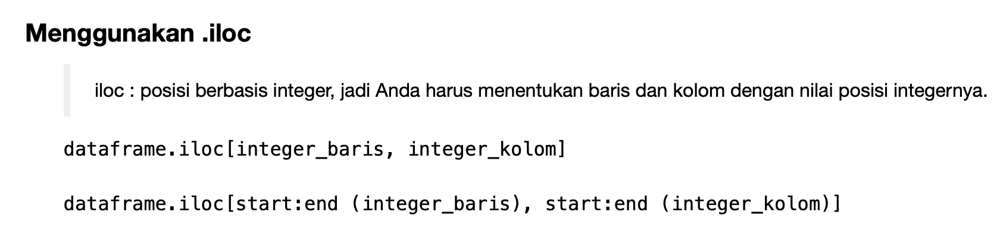 Menggunakan .iloc
iloc : posisi berbasis integer, jadi Anda harus menentukan baris dan kolom dengan nilai posisi integernya.
dataframe.iloc[integer_baris, integer_kolom]
dataframe.iloc[start:end (integer_baris), start:end (integer_kolom)]